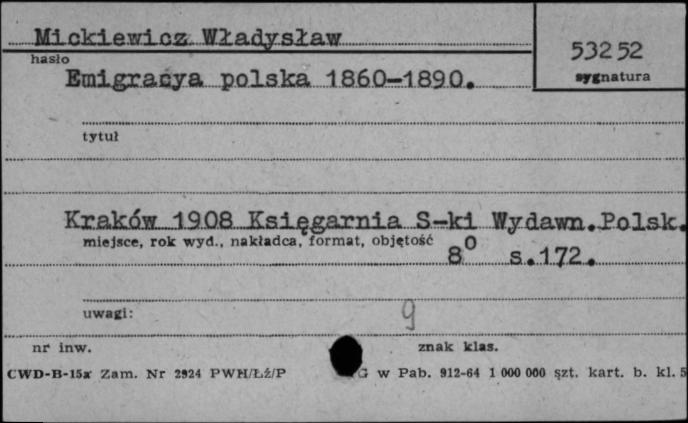 Mickiewicz Władysław
hasło
53252
sygnatura
Emigracya polska 1860-1890.
tytuł
Kraków 1908 Księgarnia S-ki Wydawn.Polsk.
miejsce, rok wyd., nakładca, format, objętość
8⁰ s.172.
uwagi:
9
nr inw.
znak klas.
CWD-B-15a Zam. Nr 2924 PWH/Łź/P
G w Pab. 912-64 1 000 000 szt. kart. b. kl. 5